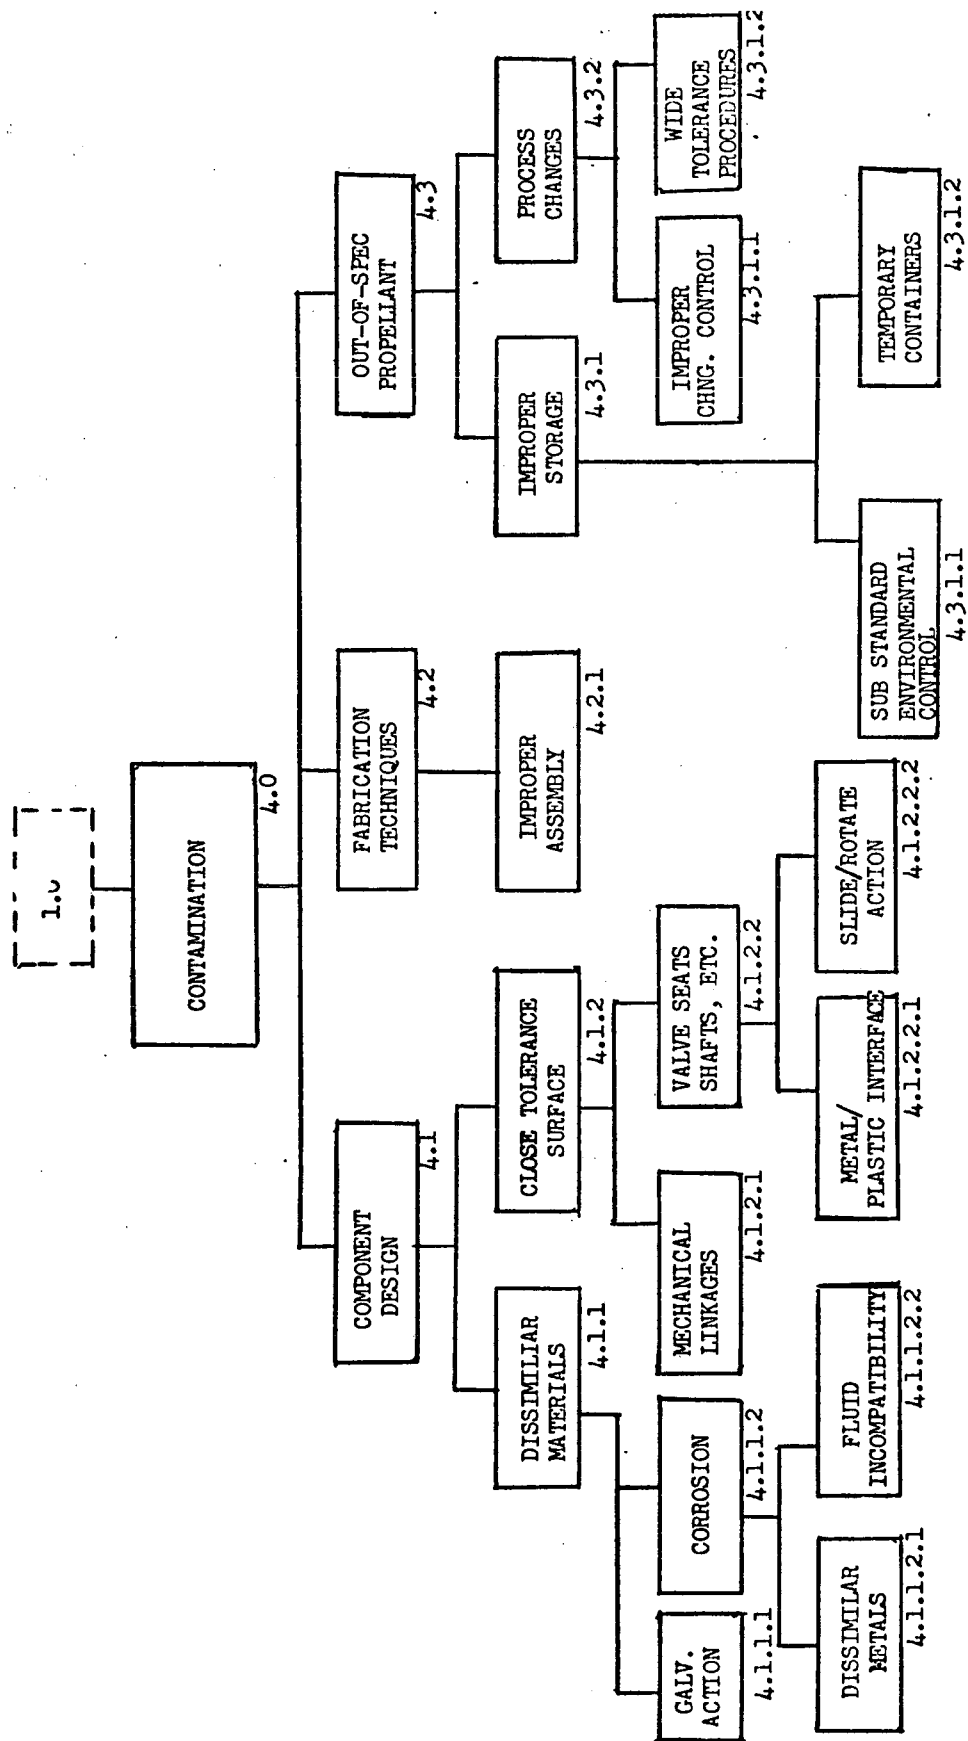 1.0
CONTAMINATION
4.0
COMPONENT
DESIGN
4.1
FABRICATION
TECHNIQUES
4.2
OUT-OF-SPEC
PROPELLANT
4.3
DISSIMILIAR
MATERIALS
4.1.1
CLOSE TOLERANCE
SURFACE
4.1.2
IMPROPER
ASSEMBLY
4.2.1
IMPROPER
STORAGE
4.3.1
PROCESS
CHANGES
4.3.2
GALV.
ACTION
4.1.1.1
CORROSION
4.1.1.2
MECHANICAL
LINKAGES
4.1.2.1
VALVE SEATS
SHAFTS, ETC.
4.1.2.2
IMPROPER
CHNG. CONTROL
4.3.1.1
WIDE
TOLERANCE
PROCEDURES
4.3.1.2
DISSIMILAR
METALS
4.1.1.2.1
FLUID
INCOMPATIBILITY
4.1.1.2.2
METAL/
PLASTIC INTERFACE
4.1.2.2.1
SLIDE/ROTATE
ACTION
4.1.2.2.2
SUB STANDARD
ENVIRONMENTAL
CONTROL
4.3.1.1
TEMPORARY
CONTAINERS
4.3.1.2